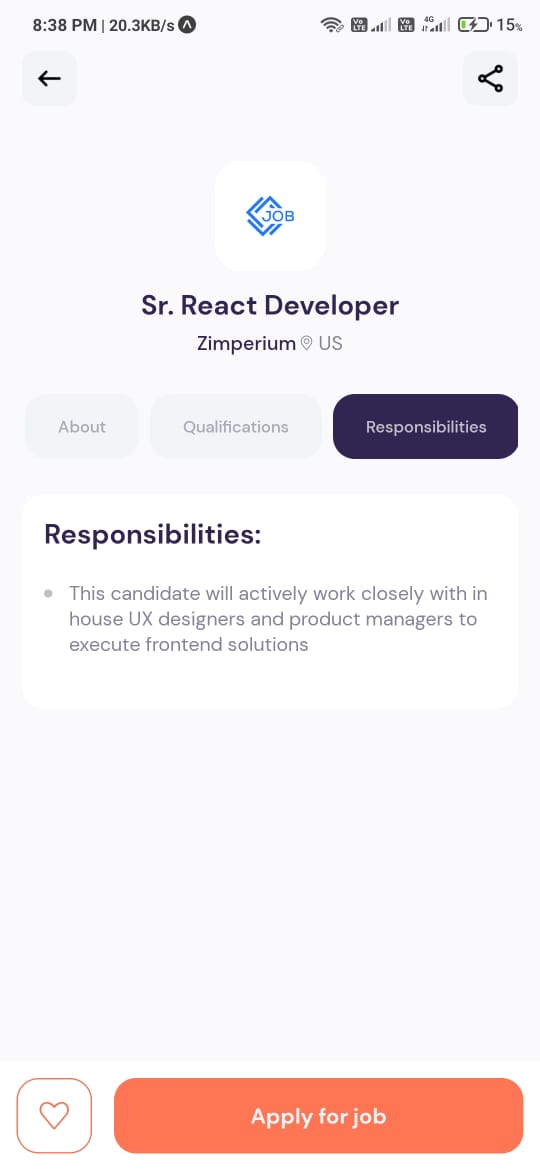 8:38 PM | 20.3KB/s
Vo LTE Vo LTE 4G 15%
JOB
Sr. React Developer
Zimperium US
About Qualifications Responsibilities
Responsibilities:
This candidate will actively work closely with in
house UX designers and product managers to
execute frontend solutions
Apply for job